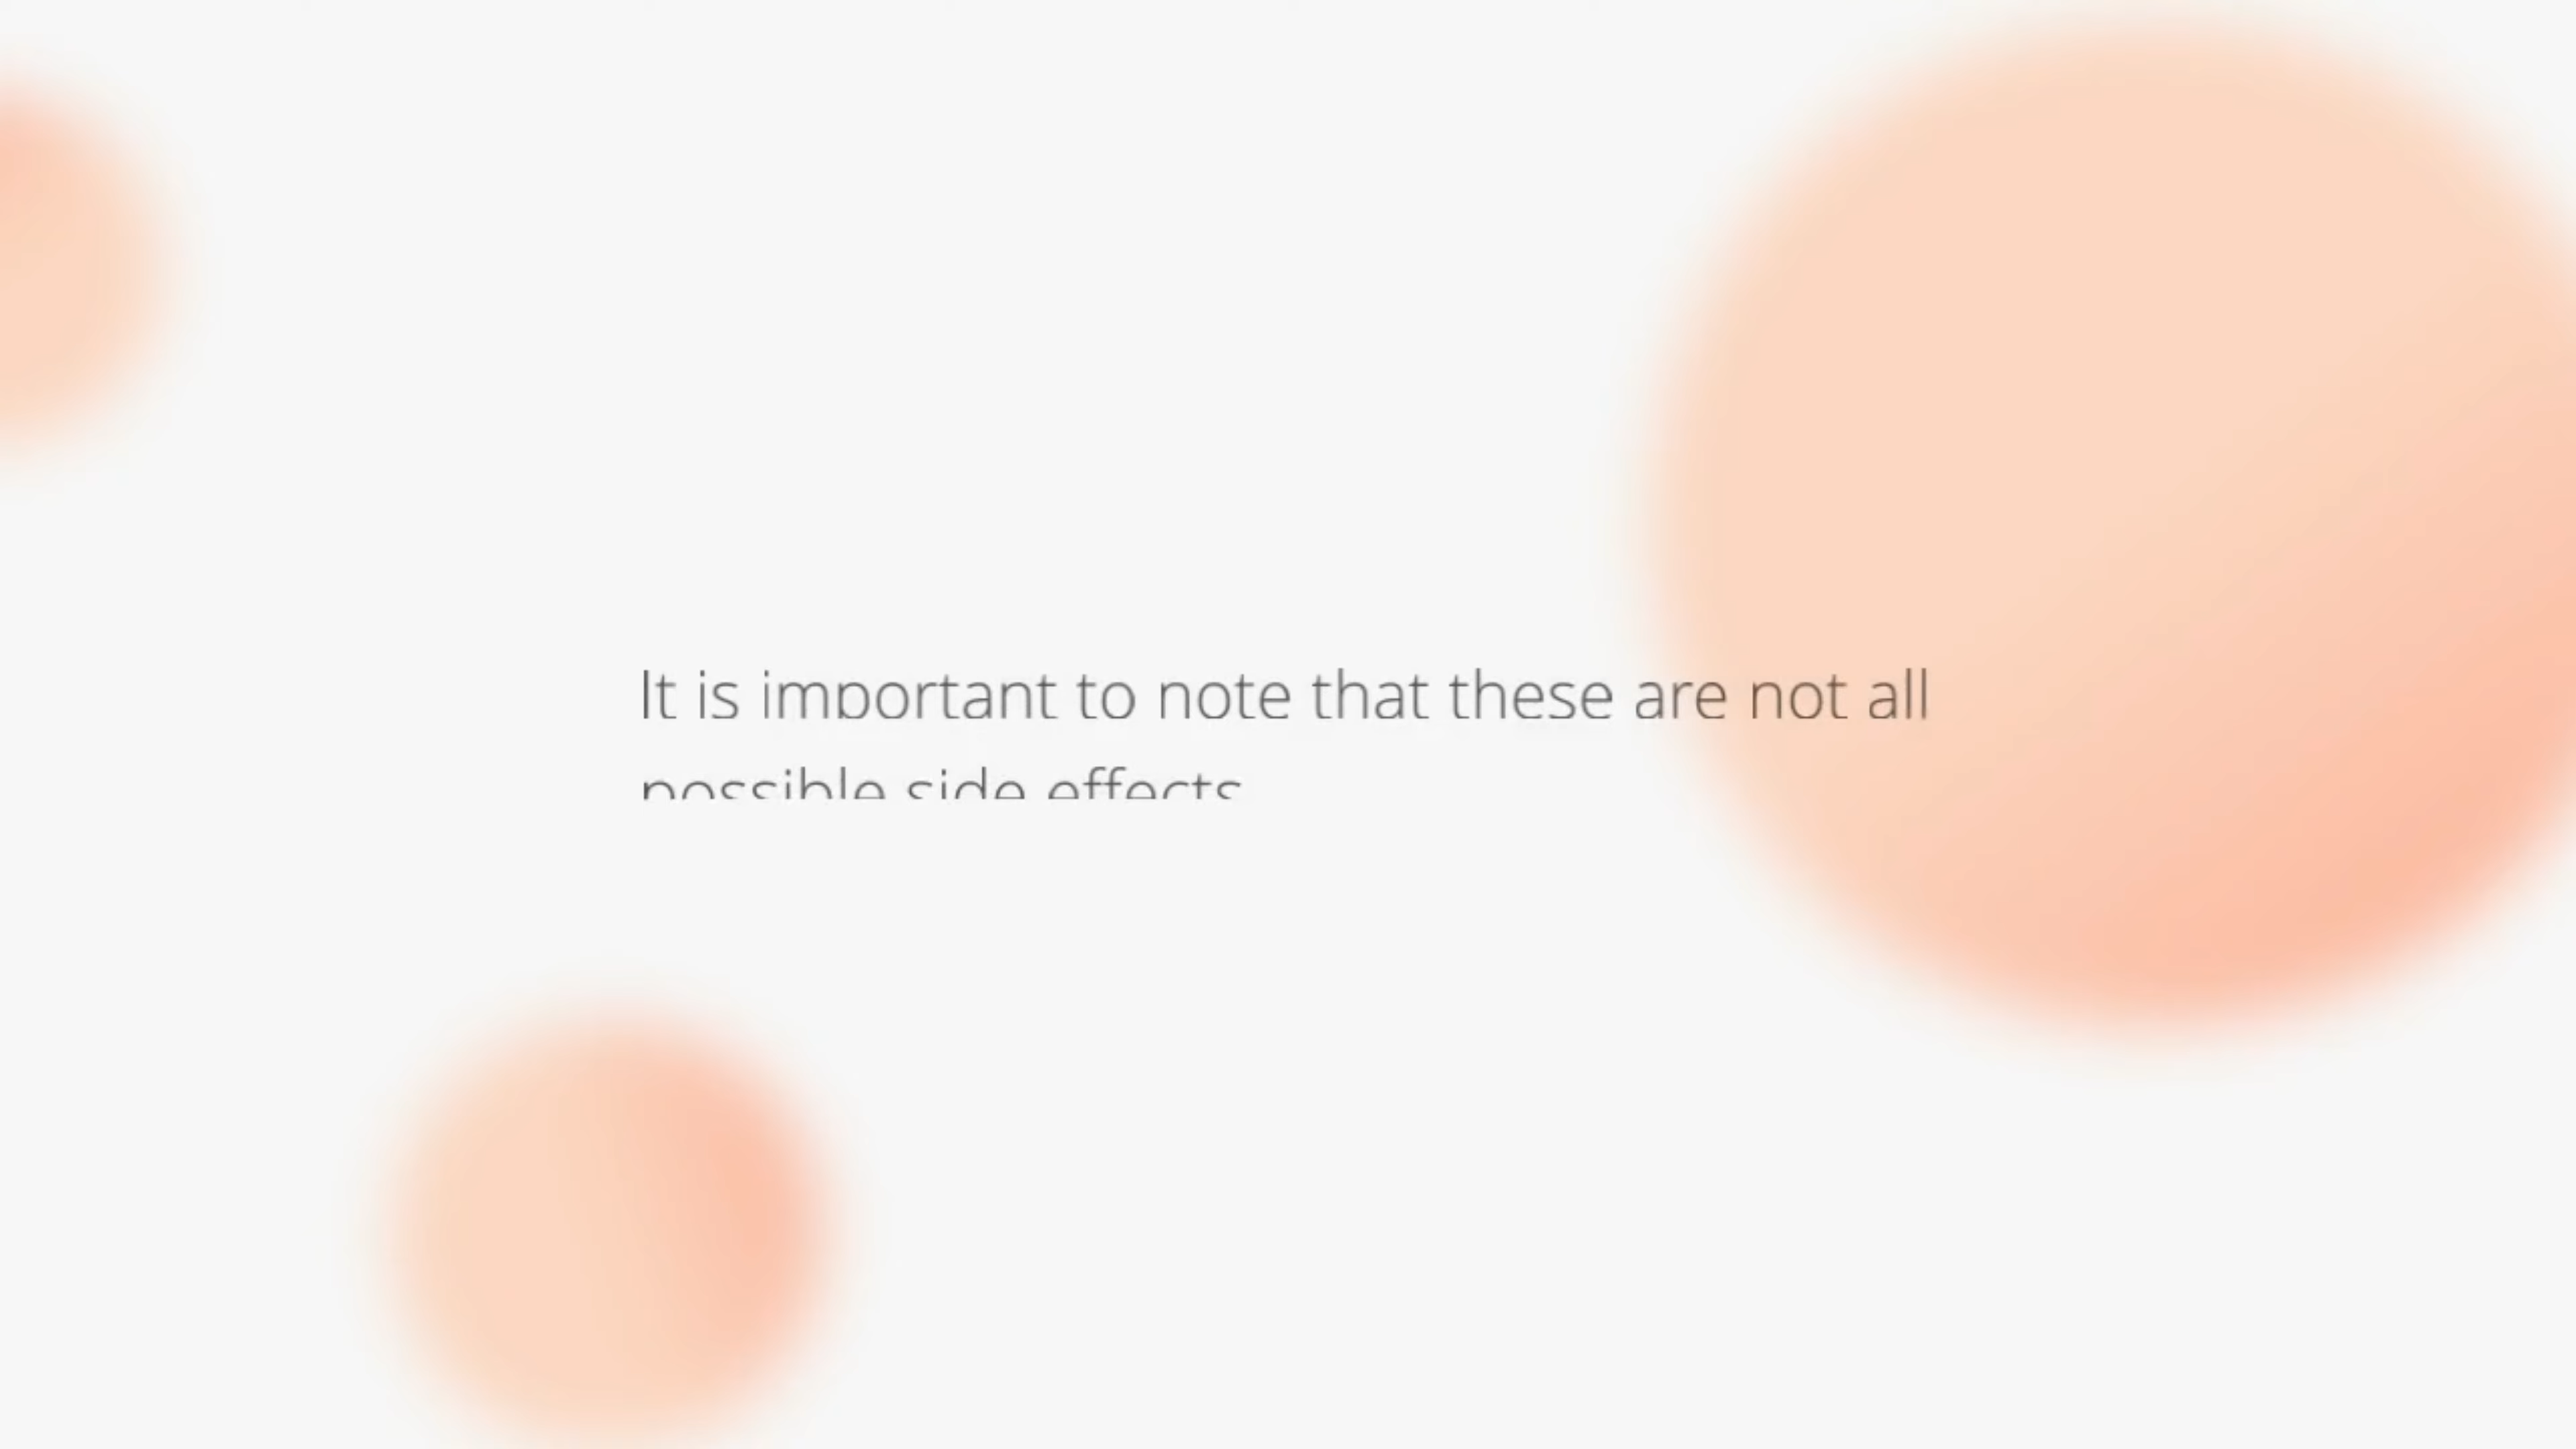 It is important to note that these are not all
possible side effects